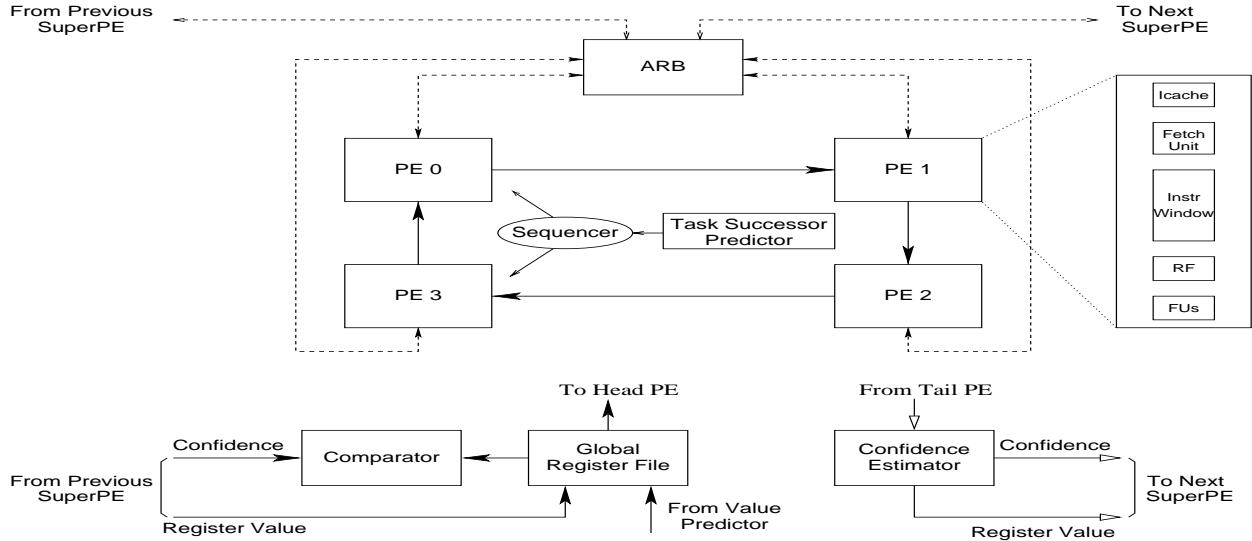 From Previous
SuperPE
To Next
SuperPE
ARB
Icache
Fetch
Unit
Instr
Window
RF
FUs
PE 0
PE 1
Sequencer
Task Successor
Predictor
PE 3
PE 2
To Head PE
From Tail PE
Confidence
Comparator
Global
Register File
Confidence
Estimator
Confidence
From Previous
SuperPE
To Next
SuperPE
Register Value
From Value
Predictor
Register Value